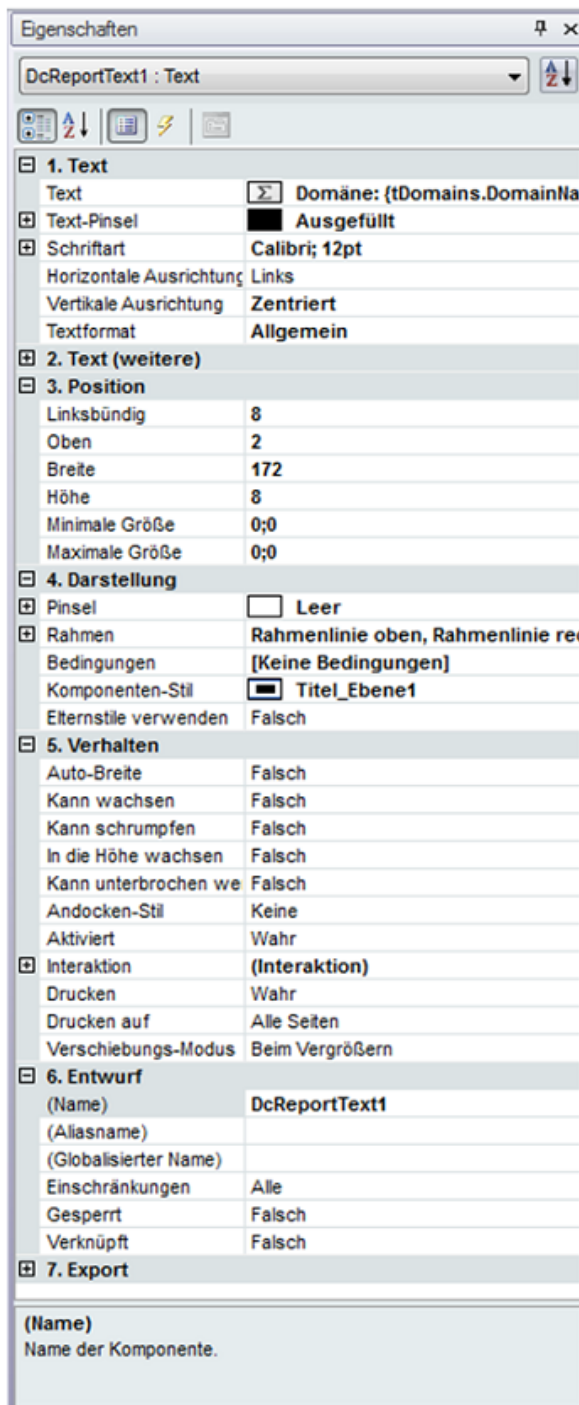 Eigenschaften
DcReportText1 : Text
1. Text
Text Σ Domäne: {tDomains.DomainNa
Text-Pinsel Ausgefüllt
Schriftart Calibri; 12pt
Horizontale Ausrichtung Links
Vertikale Ausrichtung Zentriert
Textformat Allgemein
2. Text (weitere)
3. Position
Linksbündig 8
Oben 2
Breite 172
Höhe 8
Minimale Größe 0;0
Maximale Größe 0;0
4. Darstellung
Pinsel Leer
Rahmen Rahmenlinie oben, Rahmenlinie rec
Bedingungen [Keine Bedingungen]
Komponenten-Stil Titel_Ebene1
Elternstile verwenden Falsch
5. Verhalten
Auto-Breite Falsch
Kann wachsen Falsch
Kann schrumpfen Falsch
In die Höhe wachsen Falsch
Kann unterbrochen we Falsch
Andocken-Stil Keine
Aktiviert Wahr
Interaktion (Interaktion)
Drucken Wahr
Drucken auf Alle Seiten
Verschiebungs-Modus Beim Vergrößern
6. Entwurf
(Name) DcReportText1
(Aliasname)
(Globalisierter Name)
Einschränkungen Alle
Gesperrt Falsch
Verknüpft Falsch
7. Export
(Name)
Name der Komponente.